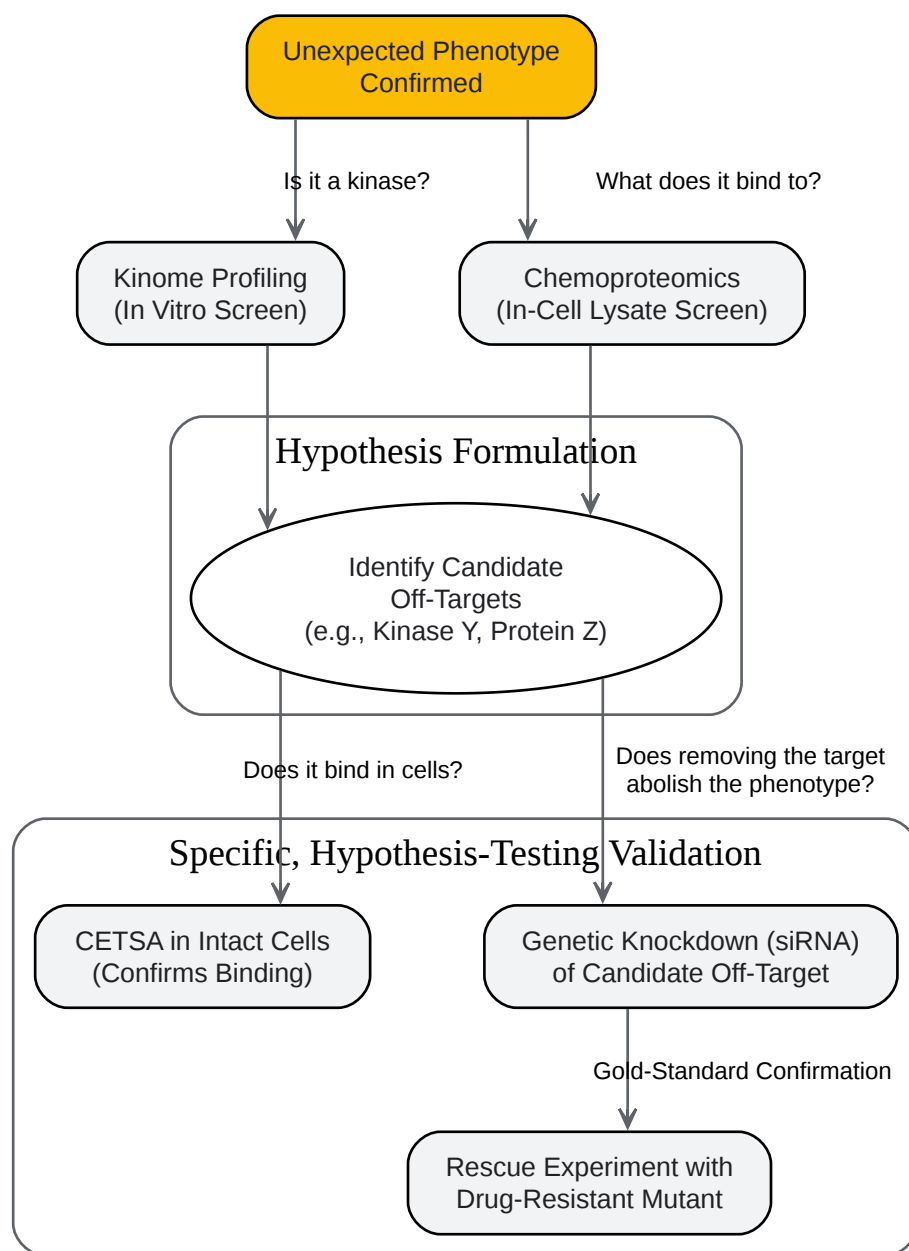 Unexpected Phenotype
Confirmed
Is it a kinase?
What does it bind to?
Kinome Profiling
(In Vitro Screen)
Chemoproteomics
(In-Cell Lysate Screen)
Hypothesis Formulation
Identify Candidate
Off-Targets
(e.g., Kinase Y, Protein Z)
Does it bind in cells?
Does removing the target
abolish the phenotype?
Specific, Hypothesis-Testing Validation
CETSA in Intact Cells
(Confirms Binding)
Genetic Knockdown (siRNA)
of Candidate Off-Target
Gold-Standard Confirmation
Rescue Experiment with
Drug-Resistant Mutant